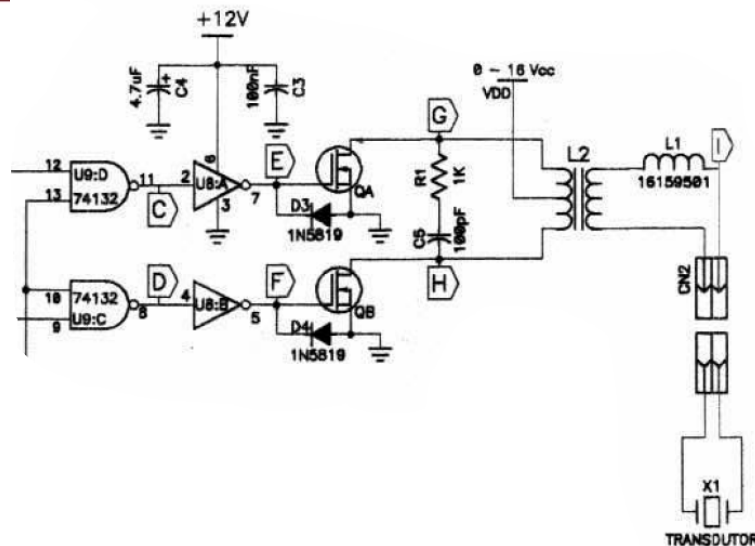 +12V
4.7uF
C4
100nF
C3
0 - 16 Vcc
VDD
12
U9:D
11
13
74132
C
2
U8:A
6
3
7
E
QA
D3
1N5819
G
R1
1K
C5
100pF
H
L2
L1
16159501
I
10
74132
9
U9:C
8
D
4
U8:B
5
F
QB
D4
1N5819
CN2
X1
TRANSDUTOR